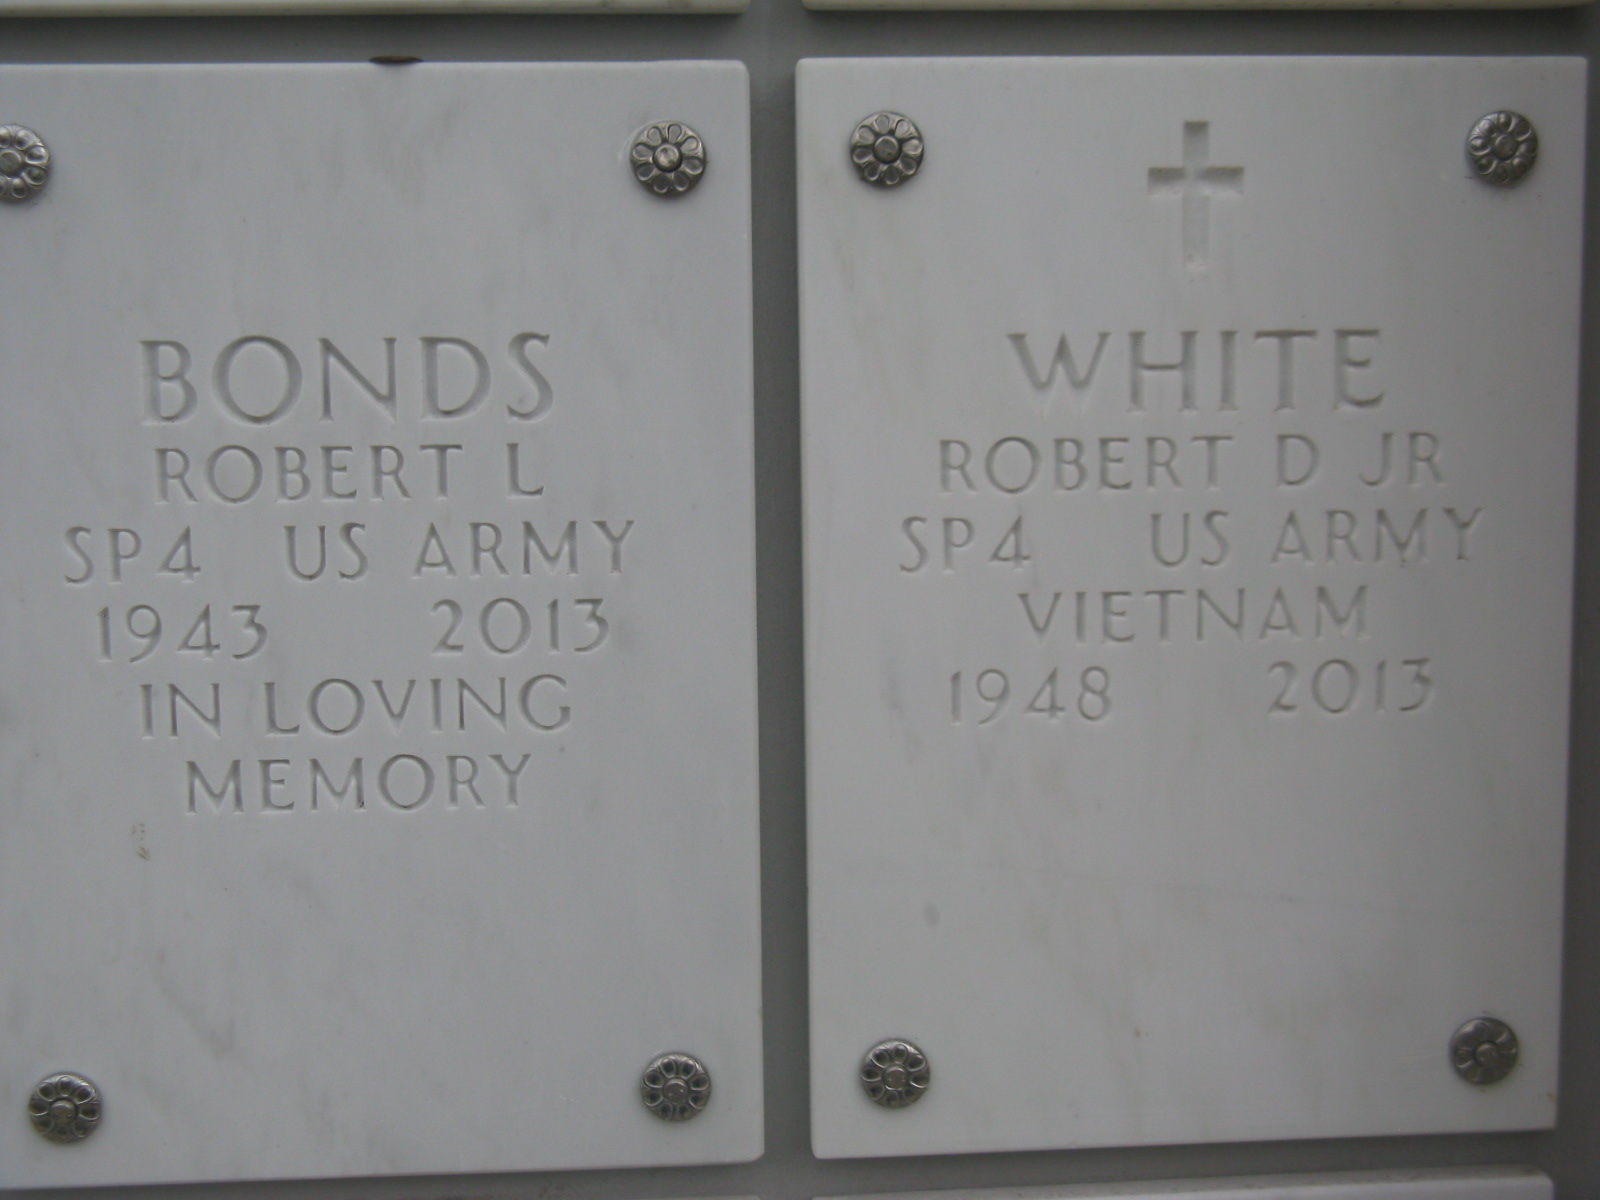 BONDS
ROBERT L
SP4 US ARMY
1943 2013
IN LOVING
MEMORY
WHITE
ROBERT D JR
SP4 US ARMY
VIETNAM
1948 2013